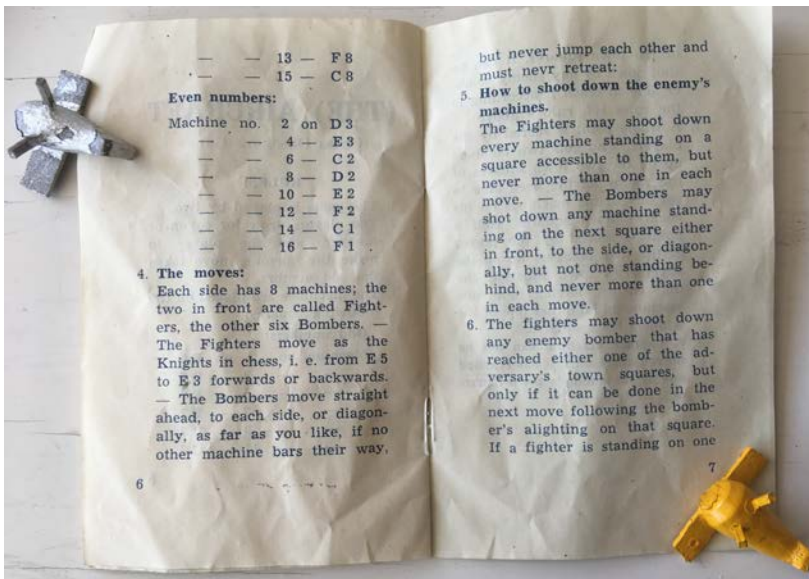 — — 13 — F 8
— — 15 — C 8
Even numbers:
Machine no. 2 on D 3
— — 4 — E 3
— — 6 — C 2
— — 8 — D 2
— — 10 — E 2
— — 12 — F 2
— — 14 — C 1
— — 16 — F 1
4. The moves:
Each side has 8 machines; the
two in front are called Fight-
ers, the other six Bombers. —
The Fighters move as the
Knights in chess, i. e. from E 5
to E 3 forwards or backwards.
— The Bombers move straight
ahead, to each side, or diagon-
ally, as far as you like, if no
other machine bars their way,
6
but never jump each other and
must nevr retreat:
5. How to shoot down the enemy's
machines.
The Fighters may shoot down
every machine standing on a
square accessible to them, but
never more than one in each
move. — The Bombers may
shot down any machine stand-
ing on the next square either
in front, to the side, or diagon-
ally, but not one standing be-
hind, and never more than one
in each move.
6. The fighters may shoot down
any enemy bomber that has
reached either one of the ad-
versary's town squares, but
only if it can be done in the
next move following the bomb-
er's alighting on that square.
If a fighter is standing on one
7